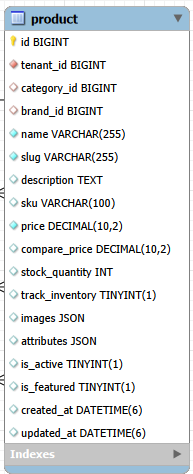 product
id BIGINT
tenant_id BIGINT
category_id BIGINT
brand_id BIGINT
name VARCHAR(255)
slug VARCHAR(255)
description TEXT
sku VARCHAR(100)
price DECIMAL(10,2)
compare_price DECIMAL(10,2)
stock_quantity INT
track_inventory TINYINT(1)
images JSON
attributes JSON
is_active TINYINT(1)
is_featured TINYINT(1)
created_at DATETIME(6)
updated_at DATETIME(6)
Indexes